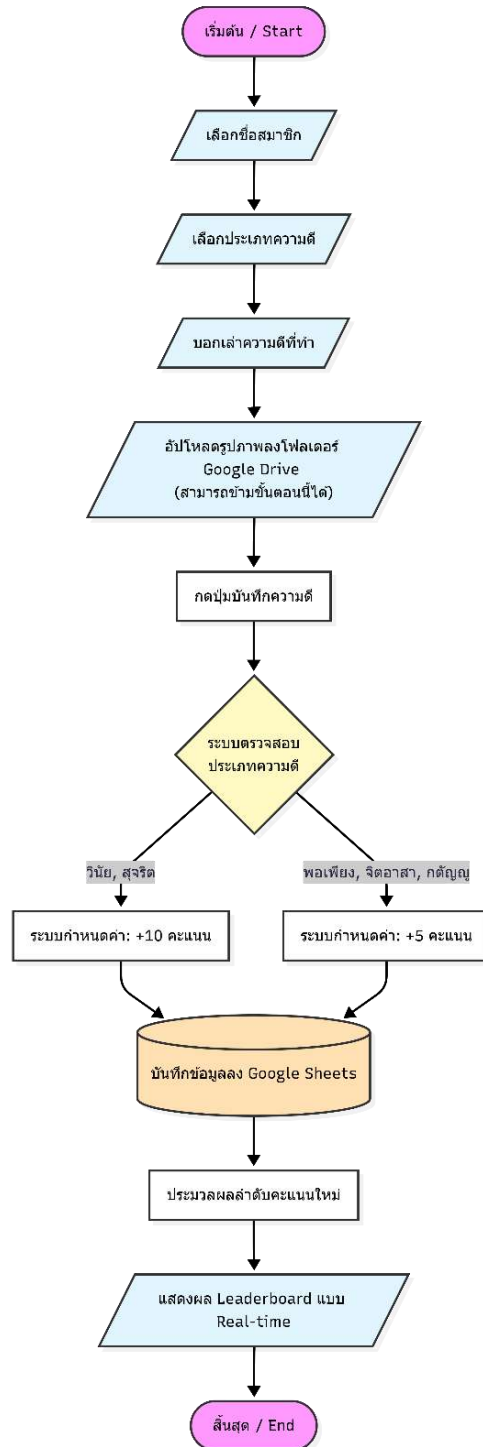 เริ่มต้น / Start
เลือกชื่อสมาชิก
เลือกประเภทความดี
บอกเล่าความดีที่ทำ
อัปโหลดรูปภาพลงโฟลเดอร์
Google Drive
(สามารถข้ามขั้นตอนนี้ได้)
กดปุ่มบันทึกความดี
ระบบตรวจสอบ
ประเภทความดี
วินัย, สุจริต
พอเพียง, จิตอาสา, กตัญญู
ระบบกำหนดค่า: +10 คะแนน
ระบบกำหนดค่า: +5 คะแนน
บันทึกข้อมูลลง Google Sheets
ประมวลผลลำดับคะแนนใหม่
แสดงผล Leaderboard แบบ
Real-time
สิ้นสุด / End